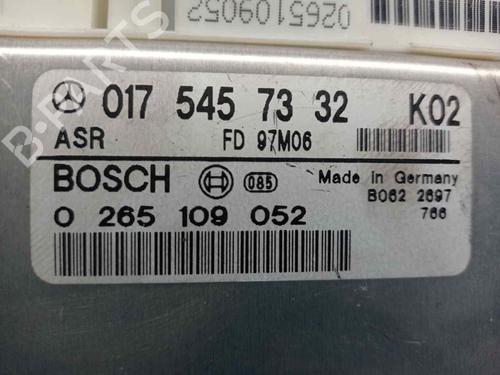 0265109052
017 545 73 32 K02
ASR FD 97M06
BOSCH 085 Made in Germany
B062 2697
0 265 109 052 766
B-PARTS